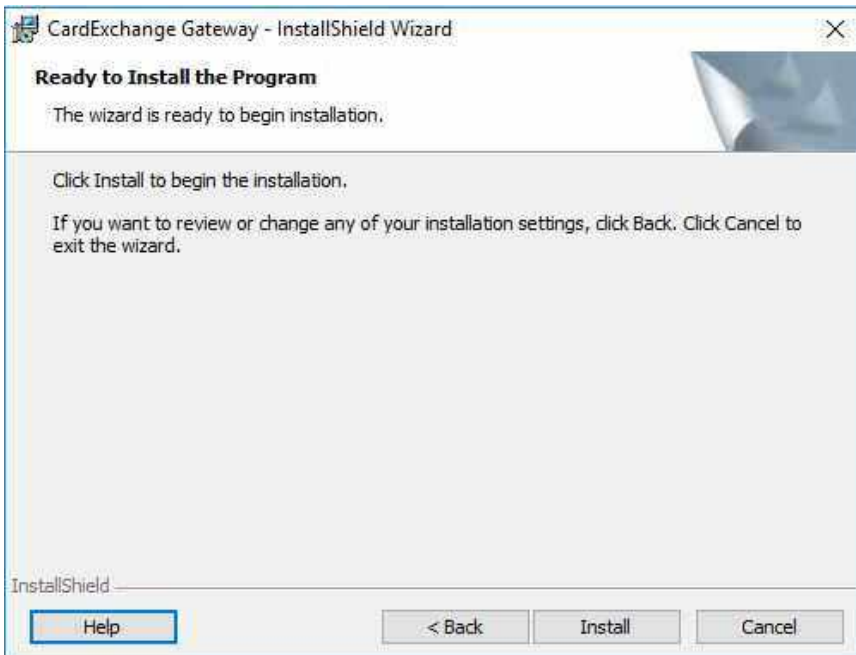 CardExchange Gateway - InstallShield Wizard
Ready to Install the Program
The wizard is ready to begin installation.
Click Install to begin the installation.
If you want to review or change any of your installation settings, click Back. Click Cancel to
exit the wizard.
InstallShield
Help
< Back
Install
Cancel